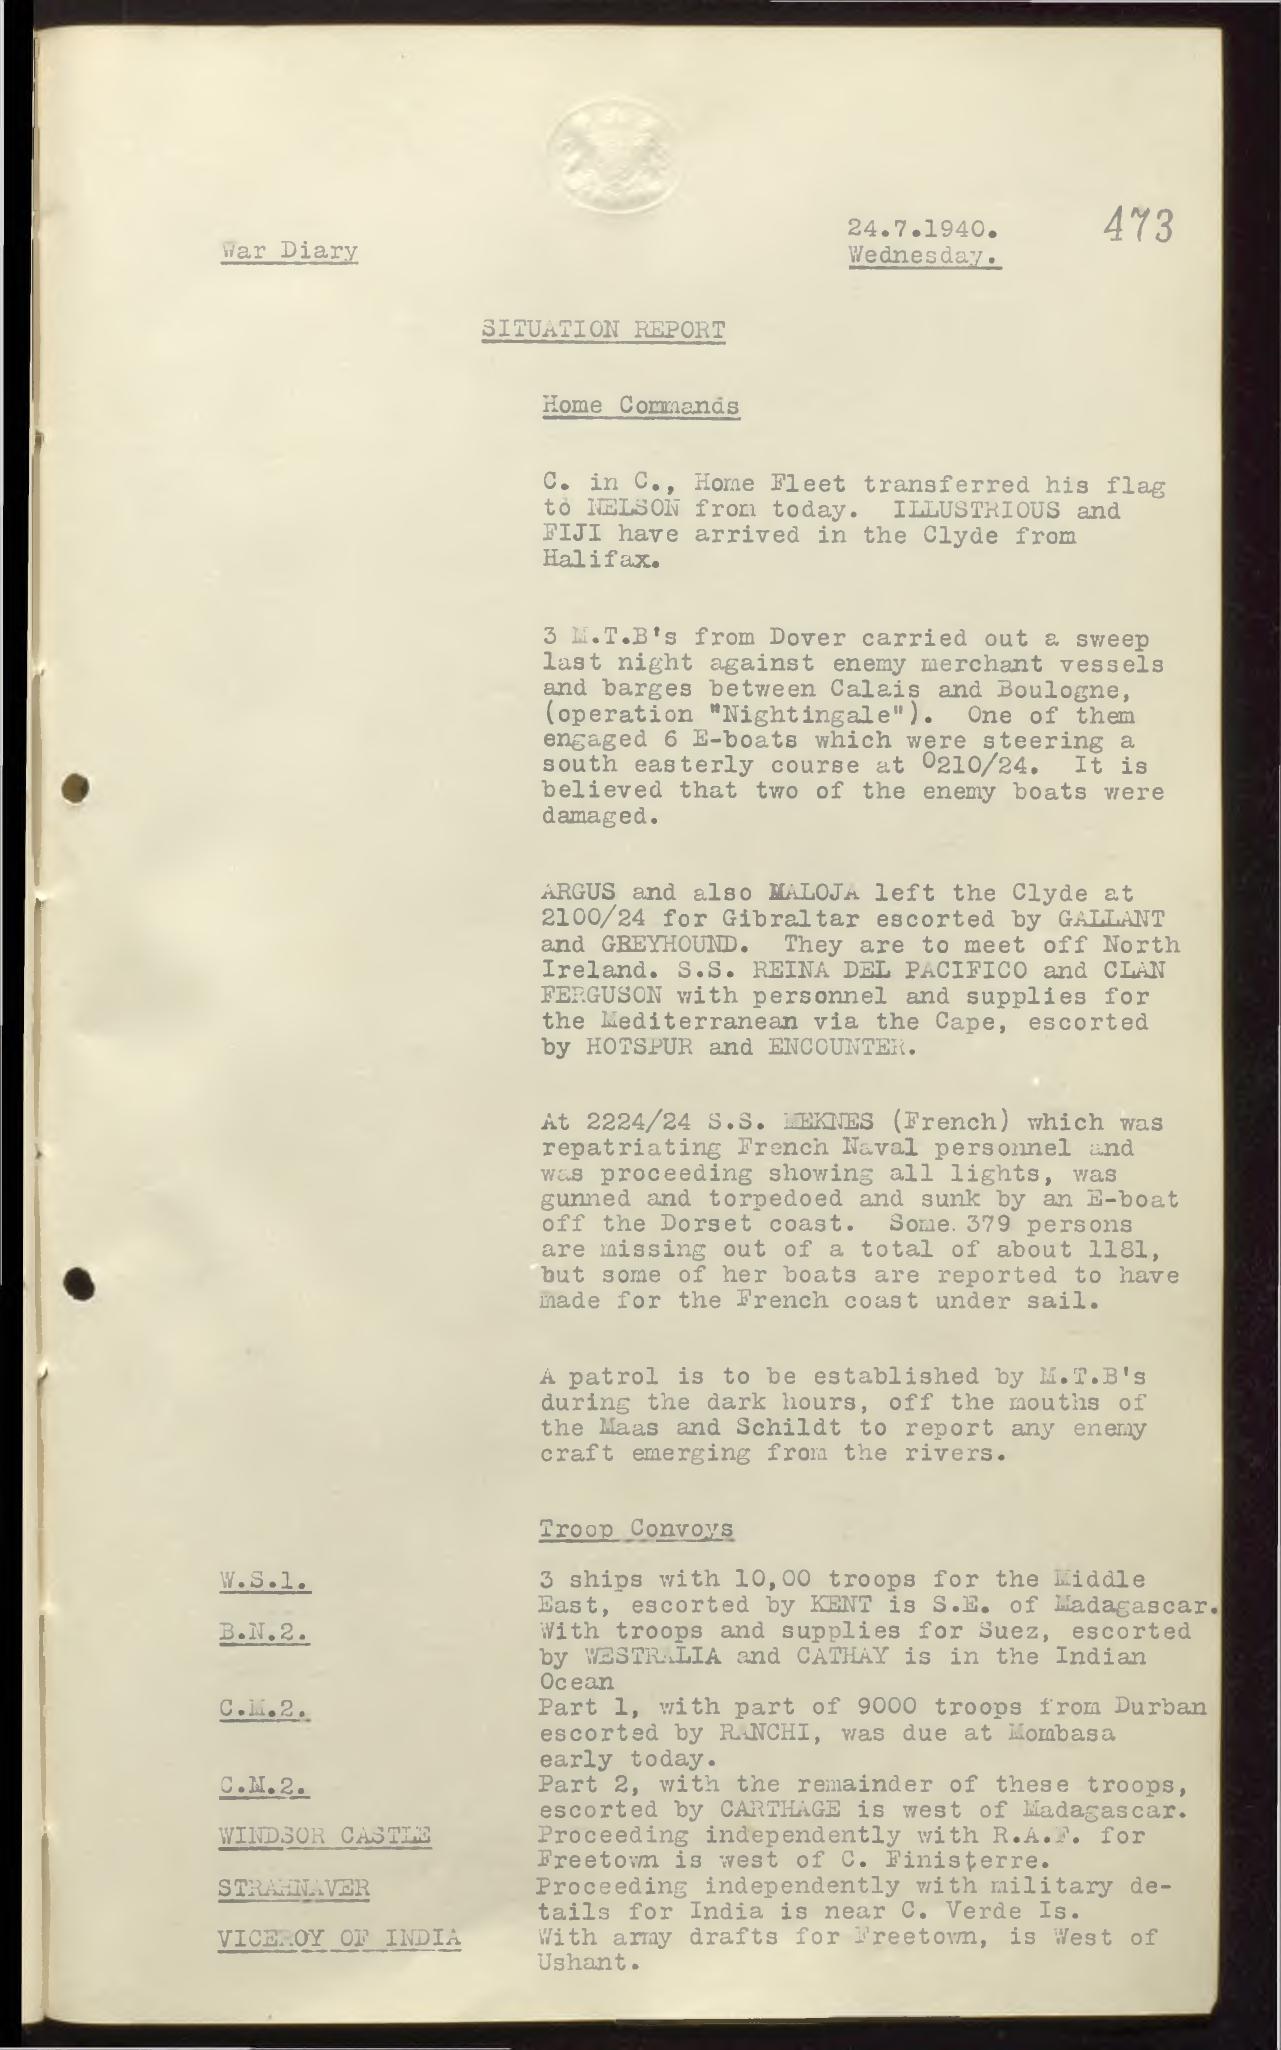 24.7.1940.
473
War Diary
Wednesday.
SITUATION REPORT
Home Commands
C. in C., Home Fleet transferred his flag
to NELSON from today. ILLUSTRIOUS and
FIJI have arrived in the Clyde from
Halifax.
3 M.T.B's from Dover carried out a sweep
last night against enemy merchant vessels
and barges between Calais and Boulogne,
(operation "Nightingale"). One of them
engaged 6 E-boats which were steering a
south easterly course at 0210/24. It is
believed that two of the enemy boats were
damaged.
ARGUS and also MALOJA left the Clyde at
2100/24 for Gibraltar escorted by GALLANT
and GREYHOUND. They are to meet off North
Ireland. S.S. REINA DEL PACIFICO and CLAN
FERGUSON with personnel and supplies for
the Mediterranean via the Cape, escorted
by HOTSPUR and ENCOUNTER.
At 2224/24 S.S. MEKNES (French) which was
repatriating French Naval personnel and
was proceeding showing all lights, was
gunned and torpedoed and sunk by an E-boat
off the Dorset coast. Some. 379 persons
are missing out of a total of about 1181,
but some of her boats are reported to have
made for the French coast under sail.
A patrol is to be established by M.T.B's
during the dark hours, off the mouths of
the Maas and Schildt to report any enemy
craft emerging from the rivers.
Troop Convoys
W.S.1. 3 ships with 10,00 troops for the Middle
East, escorted by KENT is S.E. of Madagascar.
B.N.2. With troops and supplies for Suez, escorted
by WESTRALIA and CATHAY is in the Indian
Ocean
C.M.2. Part 1, with part of 9000 troops from Durban
escorted by RANCHI, was due at Mombasa
early today.
C.M.2. Part 2, with the remainder of these troops,
escorted by CARTHAGE is west of Madagascar.
WINDSOR CASTLE Proceeding independently with R.A.F. for
Freetown is west of C. Finisterre.
STRAHNAVER Proceeding independently with military de-
tails for India is near C. Verde Is.
VICEROY OF INDIA With army drafts for Freetown, is West of
Ushant.